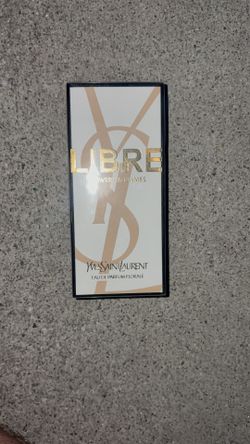 LIBRE
YVESSAINTLAURENT
EAU DE PARFUM FLORALE